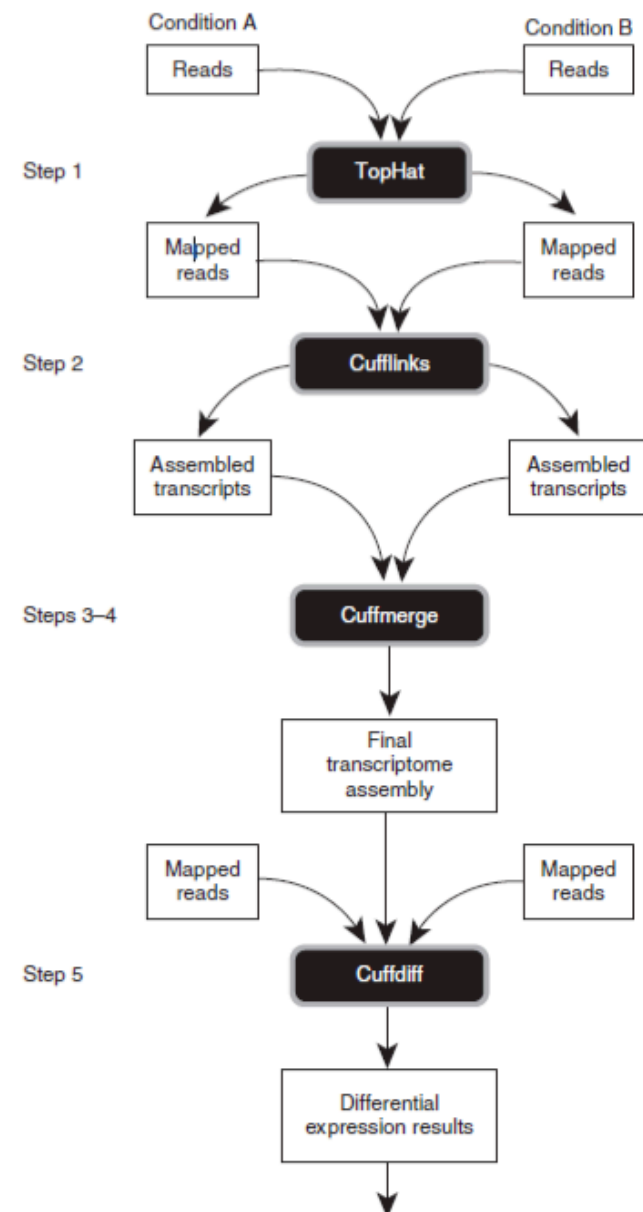 Condition A
Condition B
Reads
Reads
Step 1
TopHat
Mapped
reads
Mapped
reads
Step 2
Cufflinks
Assembled
transcripts
Assembled
transcripts
Steps 3–4
Cuffmerge
Final
transcriptome
assembly
Mapped
reads
Mapped
reads
Step 5
Cuffdiff
Differential
expression results